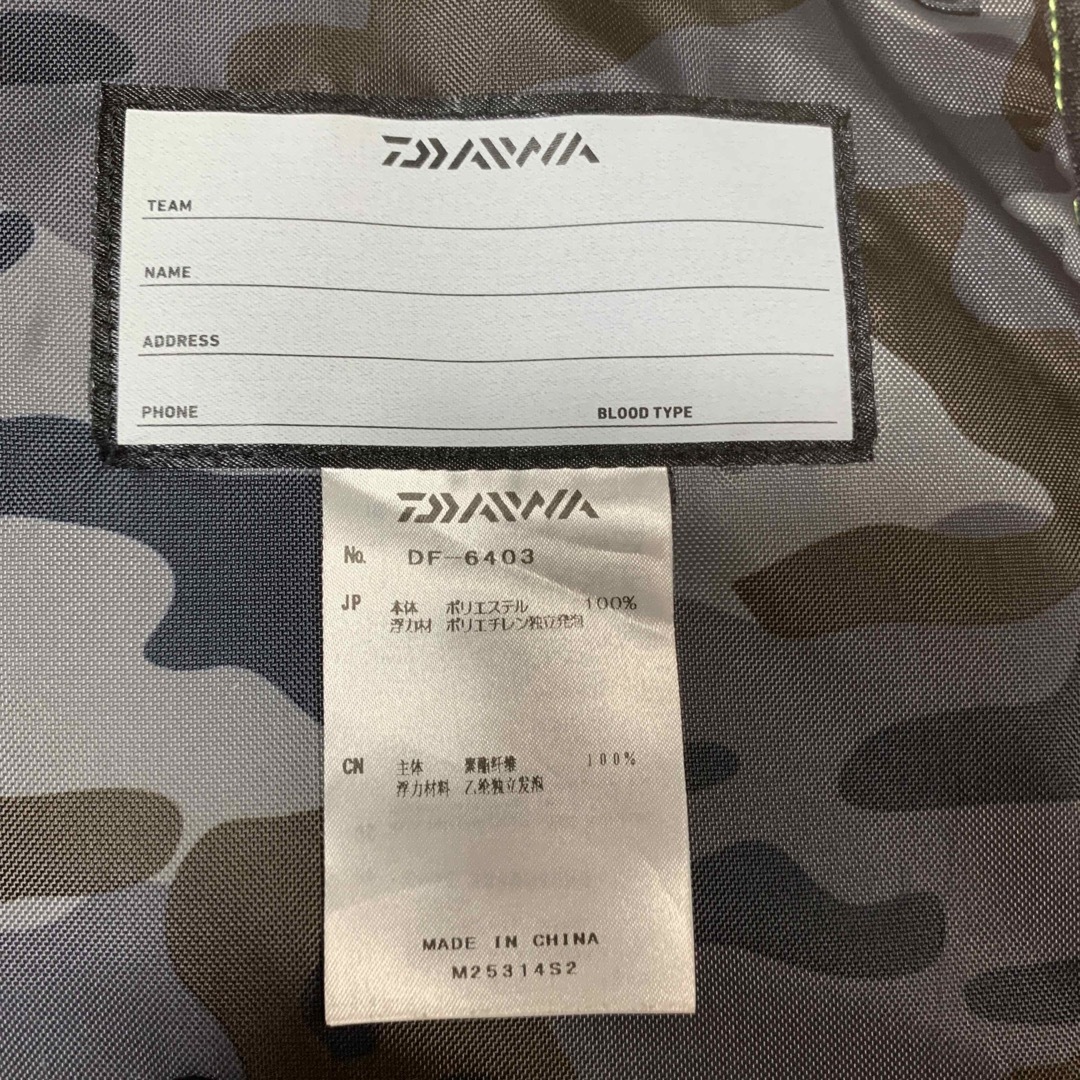 DAIWA
TEAM
NAME
ADDRESS
PHONE BLOOD TYPE
DAIWA
No. DF-6403
JP 本体 ポリエステル 100%
浮力材 ポリエチレン独立発泡
CN 主体 聚酯纤维 100%
浮力材料 乙纶独立发泡
MADE IN CHINA
M25314S2